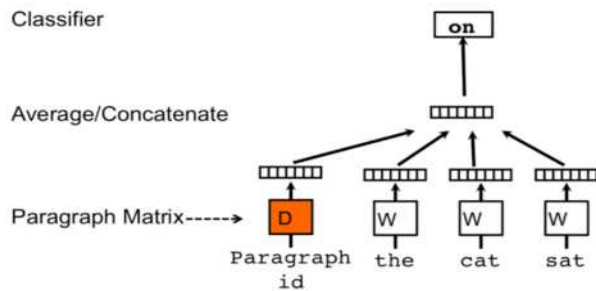 Classifier
on
Average/Concatenate
Paragraph Matrix
D
W
W
W
Paragraph
id
the
cat
sat